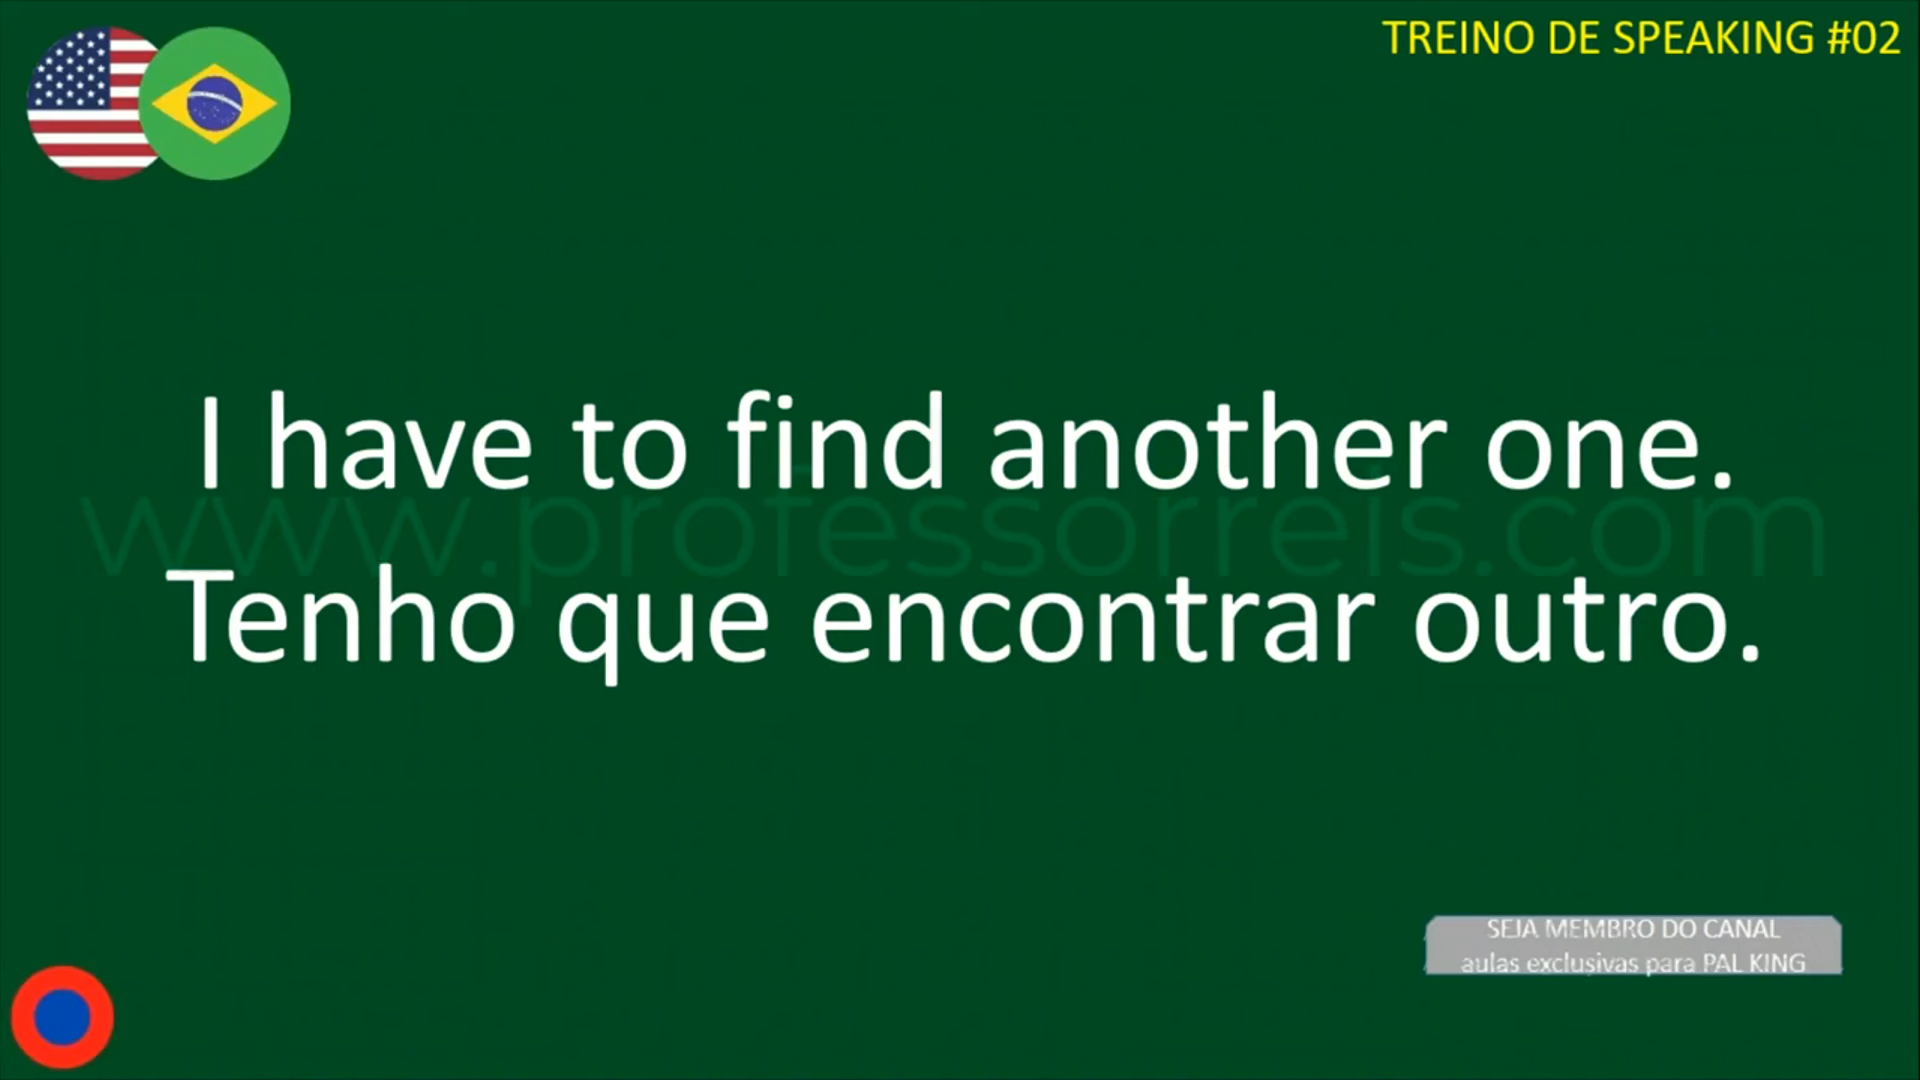 TREINO DE SPEAKING #02
I have to find another one.
www.professorreis.com
Tenho que encontrar outro.
SEJA MEMBRO DO CANAL
aulas exclusivas para PAL KING